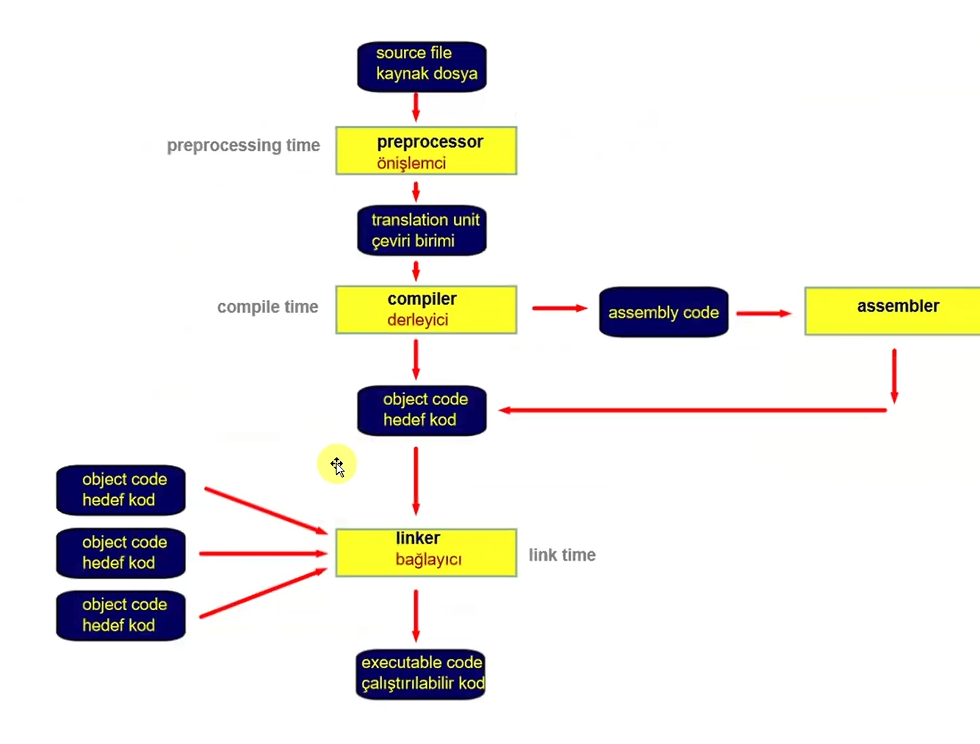 source file
kaynak dosya
preprocessing time
preprocessor
önişlemci
translation unit
çeviri birimi
compile time
compiler
derleyici
assembly code
assembler
object code
hedef kod
object code
hedef kod
object code
hedef kod
object code
hedef kod
linker
bağlayıcı
link time
executable code
çalıştırılabilir kod